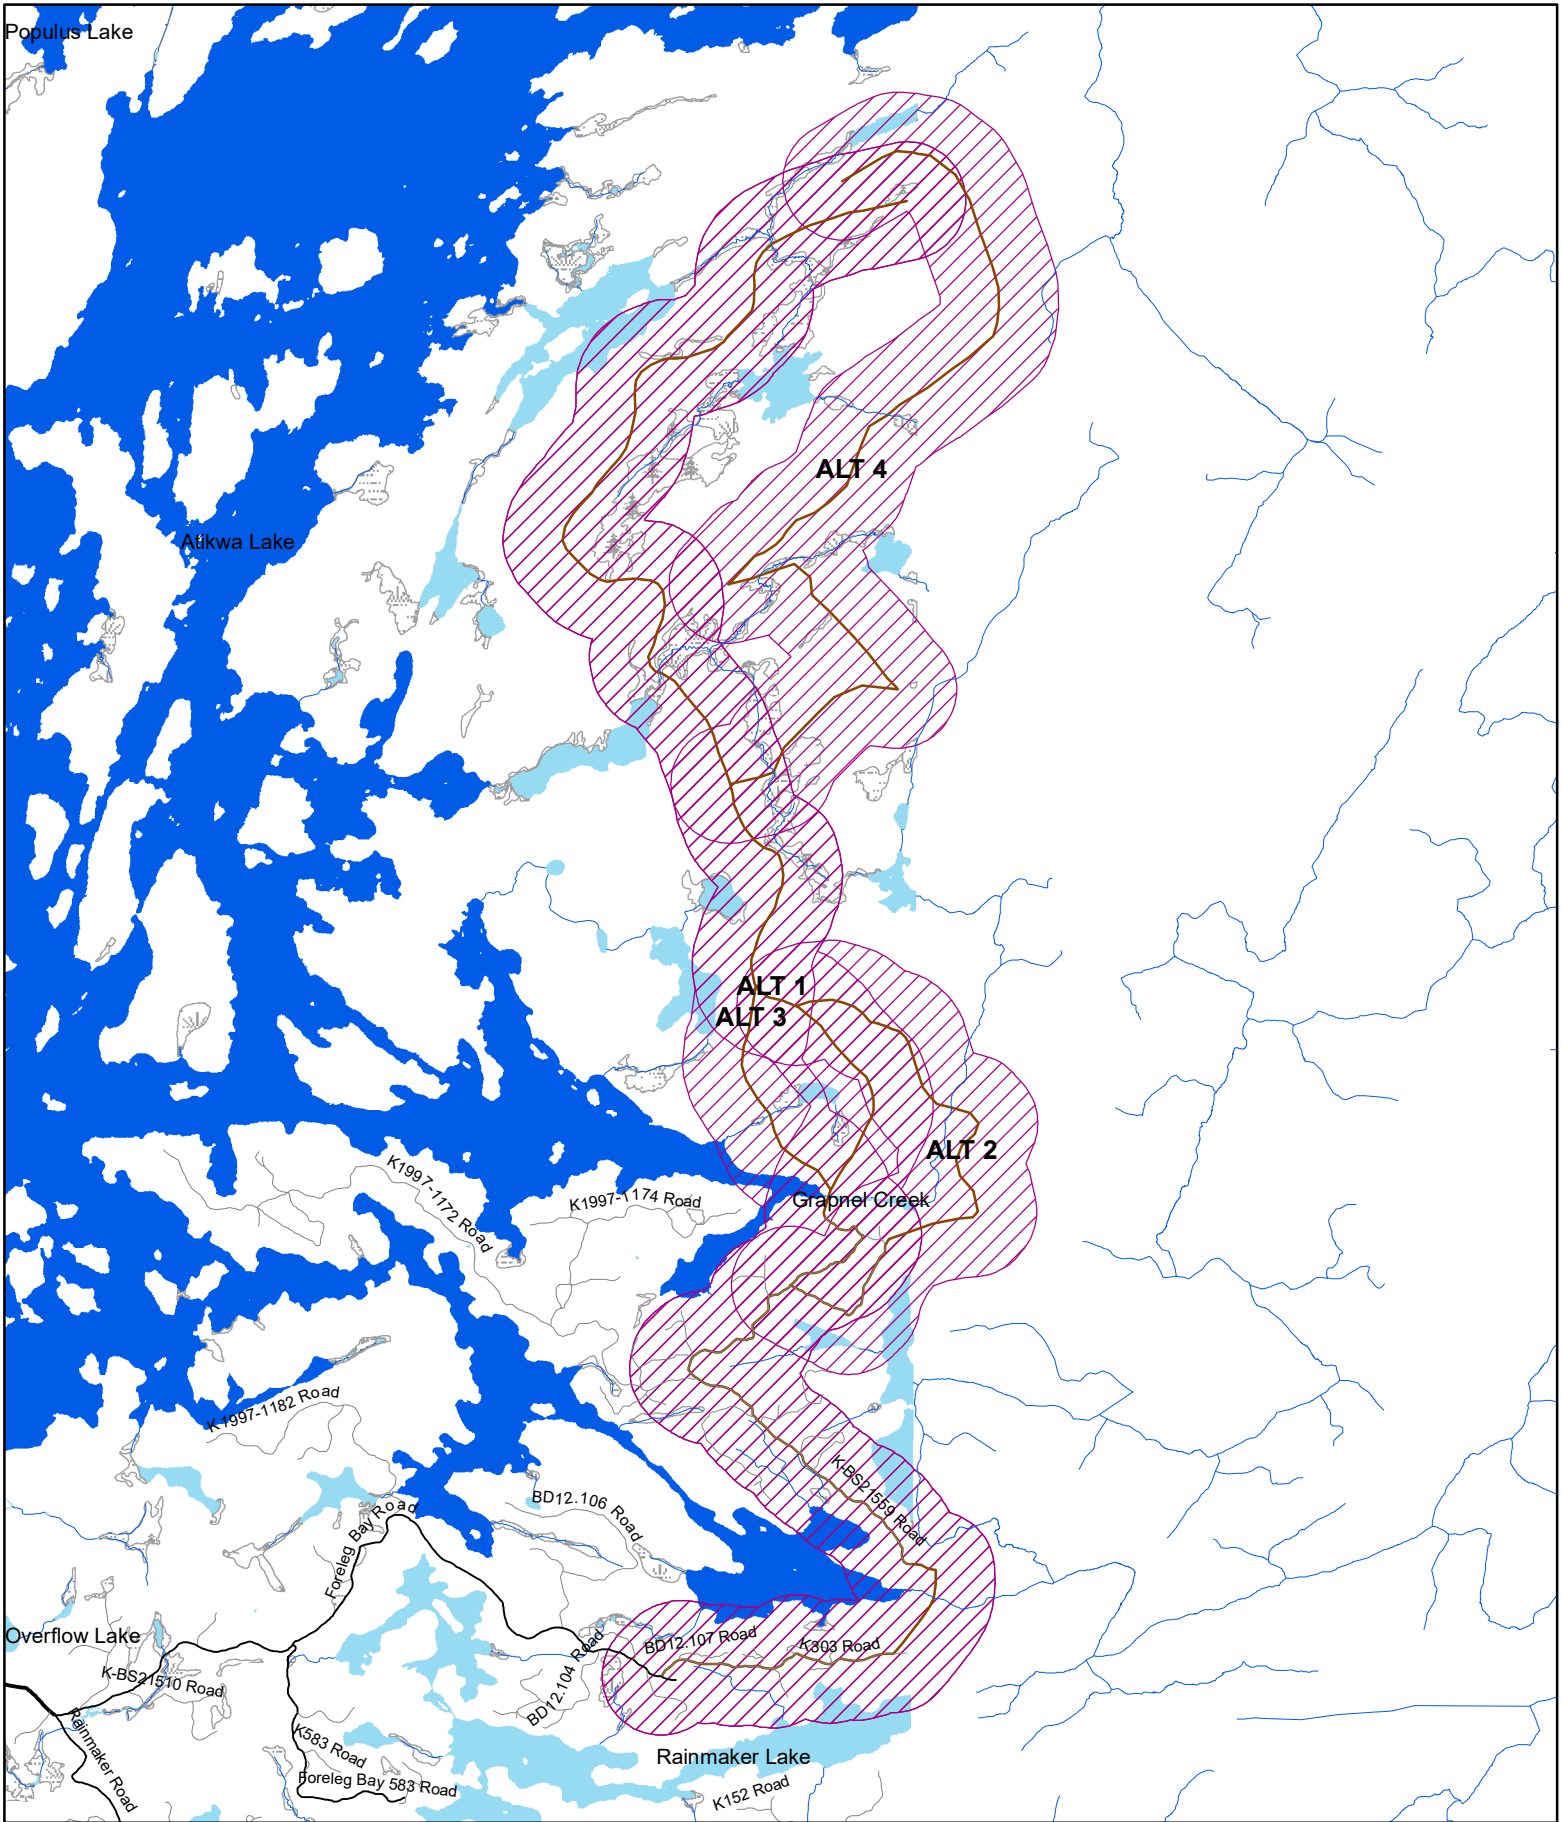 Populus Lake
ALT 4
Atikwa Lake
ALT 1
ALT 3
ALT 2
K1997-1172 Road
K1997-1174 Road
Grapnel Creek
K1997-1182 Road
K-BS21559 Road
BD12.106 Road
Foreleg Bay Road
Overflow Lake
BD12.107 Road
K303 Road
BD12.104 Road
K-BS21510 Road
Rainmaker Road
K583 Road
Rainmaker Lake
Foreleg Bay 583 Road
K152 Road